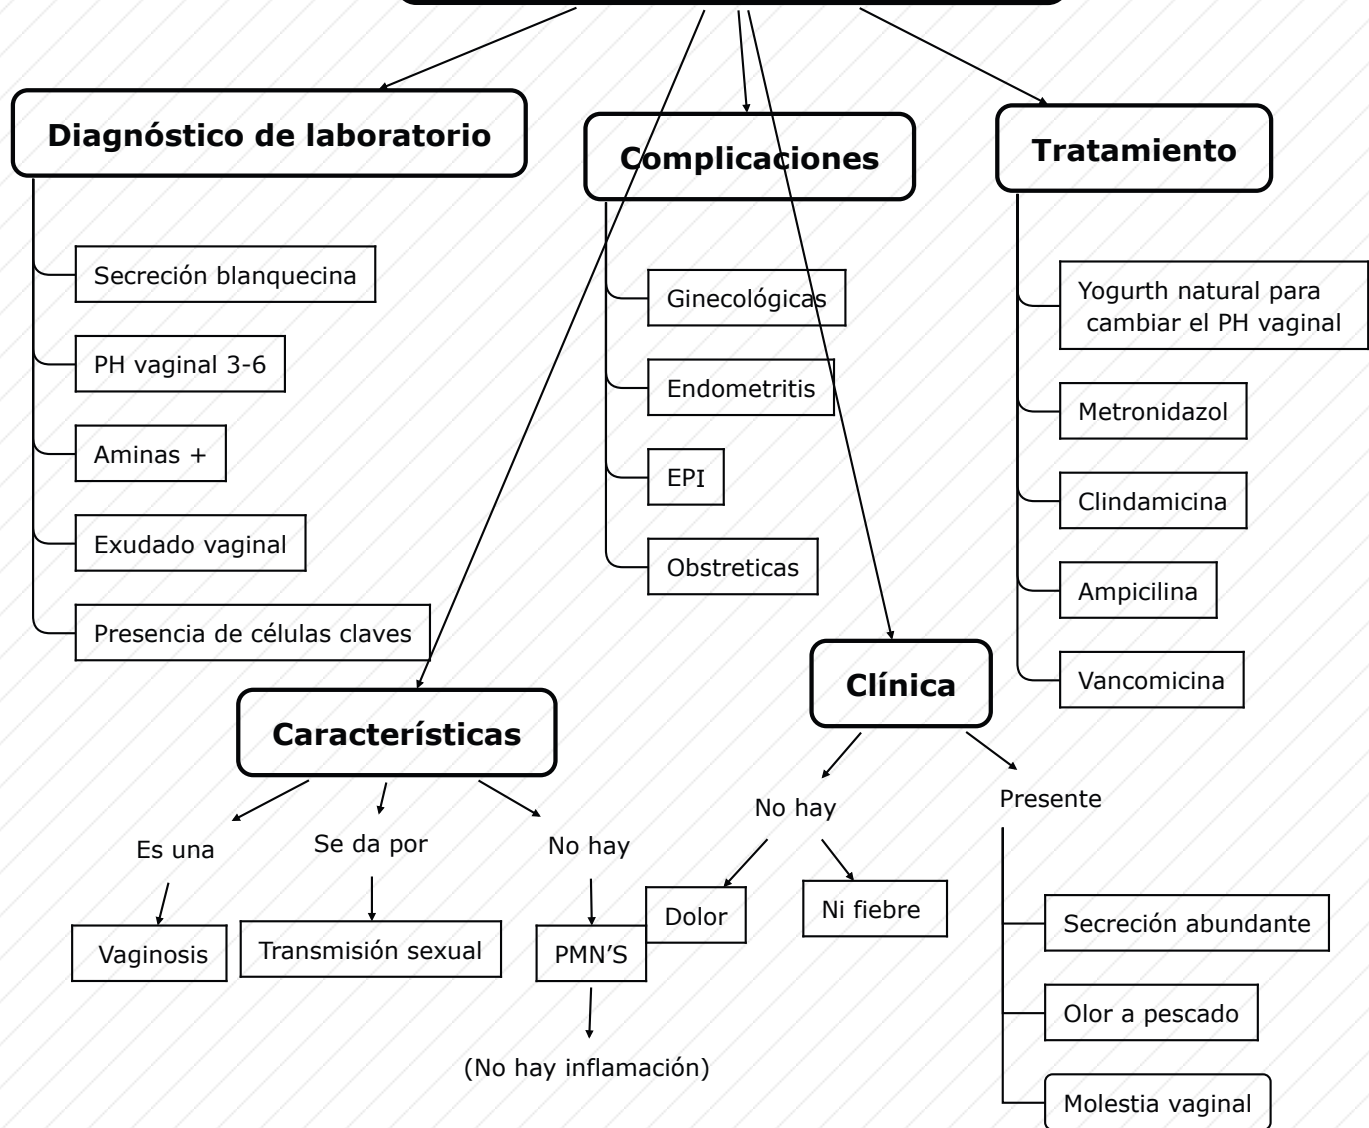 Diagnóstico de laboratorio
Secreción blanquecina
PH vaginal 3-6
Aminas +
Exudado vaginal
Presencia de células claves
Complicaciones
Ginecológicas
Endometritis
EPI
Obstreticas
Tratamiento
Yogurth natural para
cambiar el PH vaginal
Metronidazol
Clindamicina
Ampicilina
Vancomicina
Características
Es una
Vaginosis
Se da por
Transmisión sexual
No hay
PMN'S
(No hay inflamación)
Clínica
No hay
Dolor
Ni fiebre
Presente
Secreción abundante
Olor a pescado
Molestia vaginal